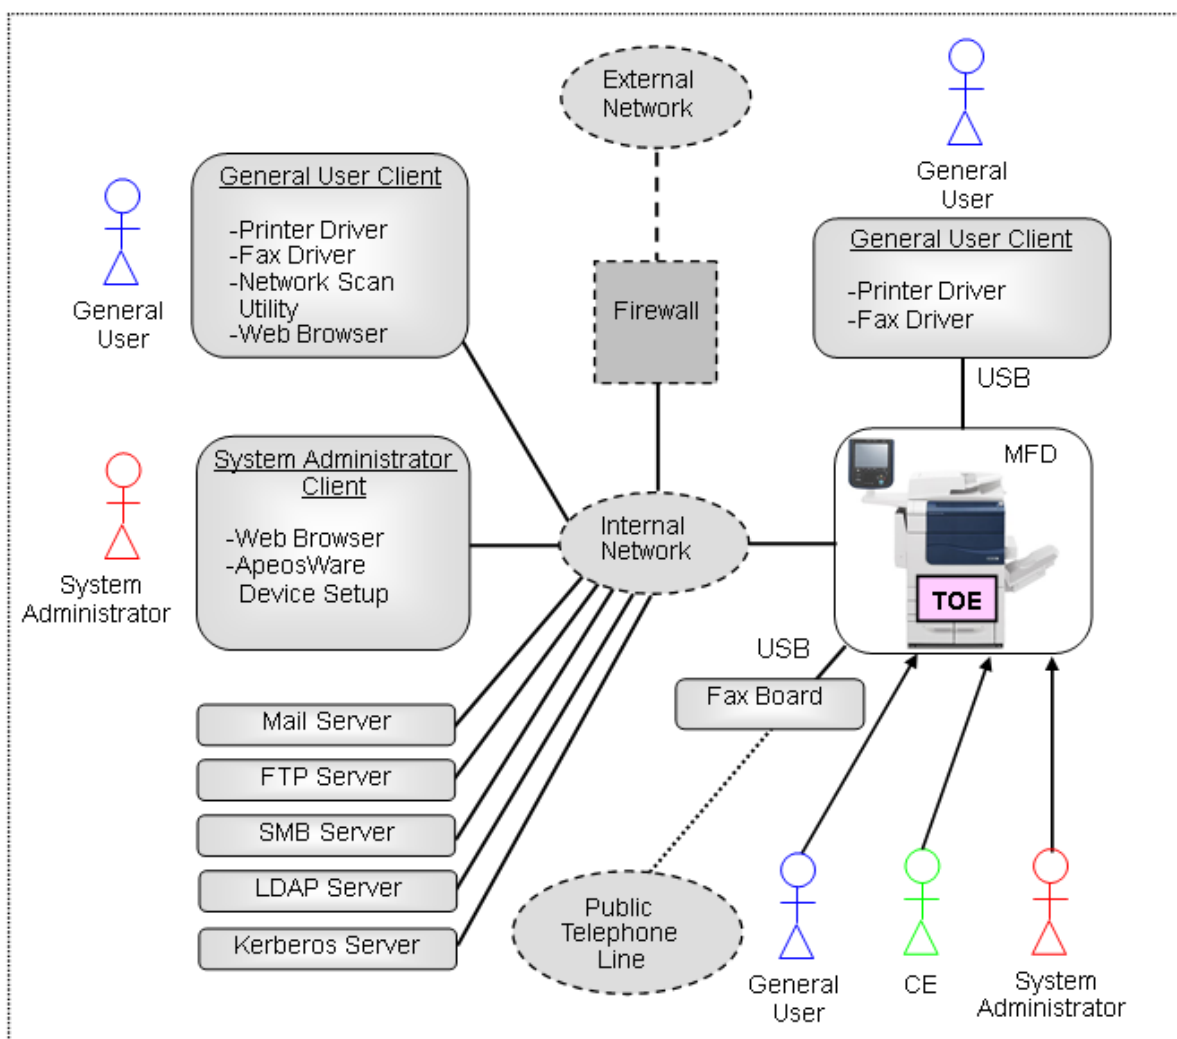 External
Network
General
User
General User Client
-Printer Driver
-Fax Driver
-Network Scan
Utility
-Web Browser
General
User
General User Client
-Printer Driver
-Fax Driver
Firewall
USB
System Administrator
Client
-Web Browser
-ApeosWare
Device Setup
System
Administrator
Internal
Network
MFD
TOE
USB
Fax Board
Mail Server
FTP Server
SMB Server
LDAP Server
Kerberos Server
Public
Telephone
Line
General
User
CE
System
Administrator